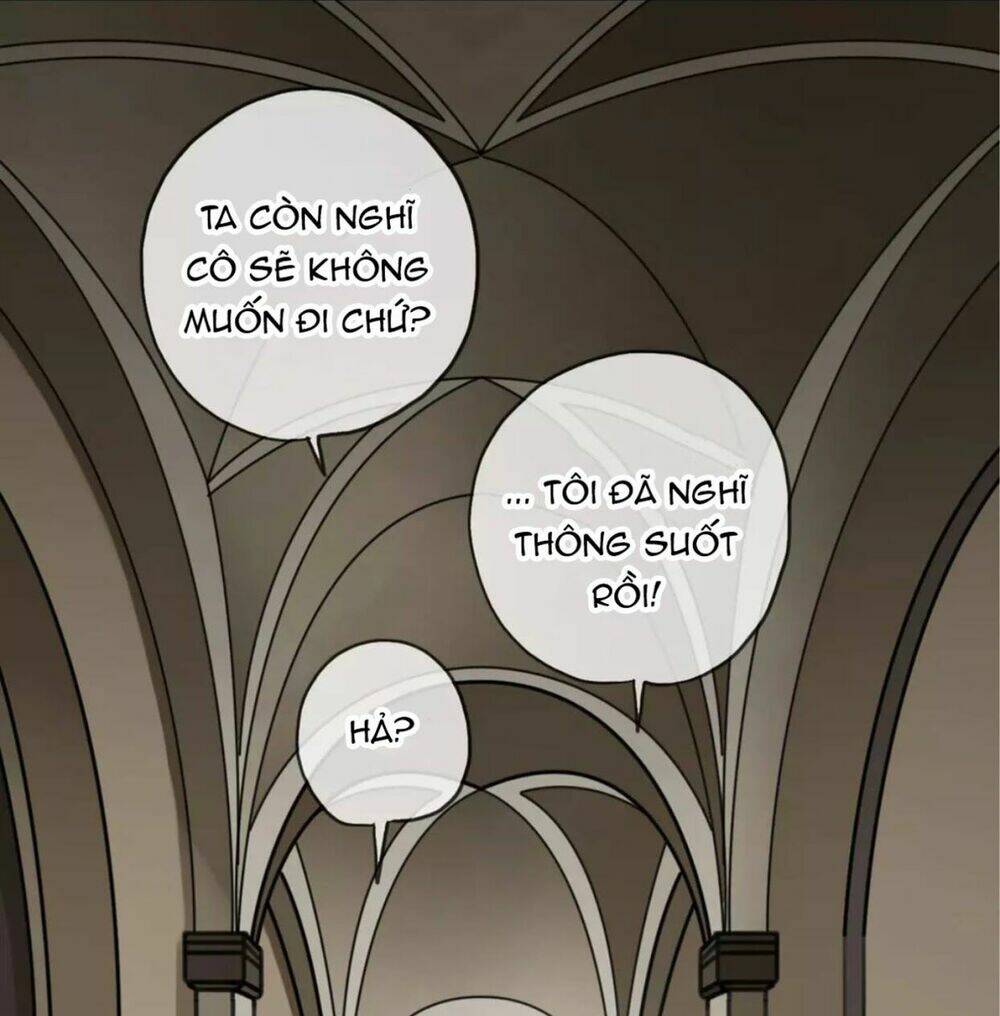 TA CÒN NGHĨ
CÔ SẼ KHÔNG
MUỐN ĐI CHỨ?
... TÔI ĐÃ NGHĨ
THÔNG SUỐT
RỒI!
HẢ?